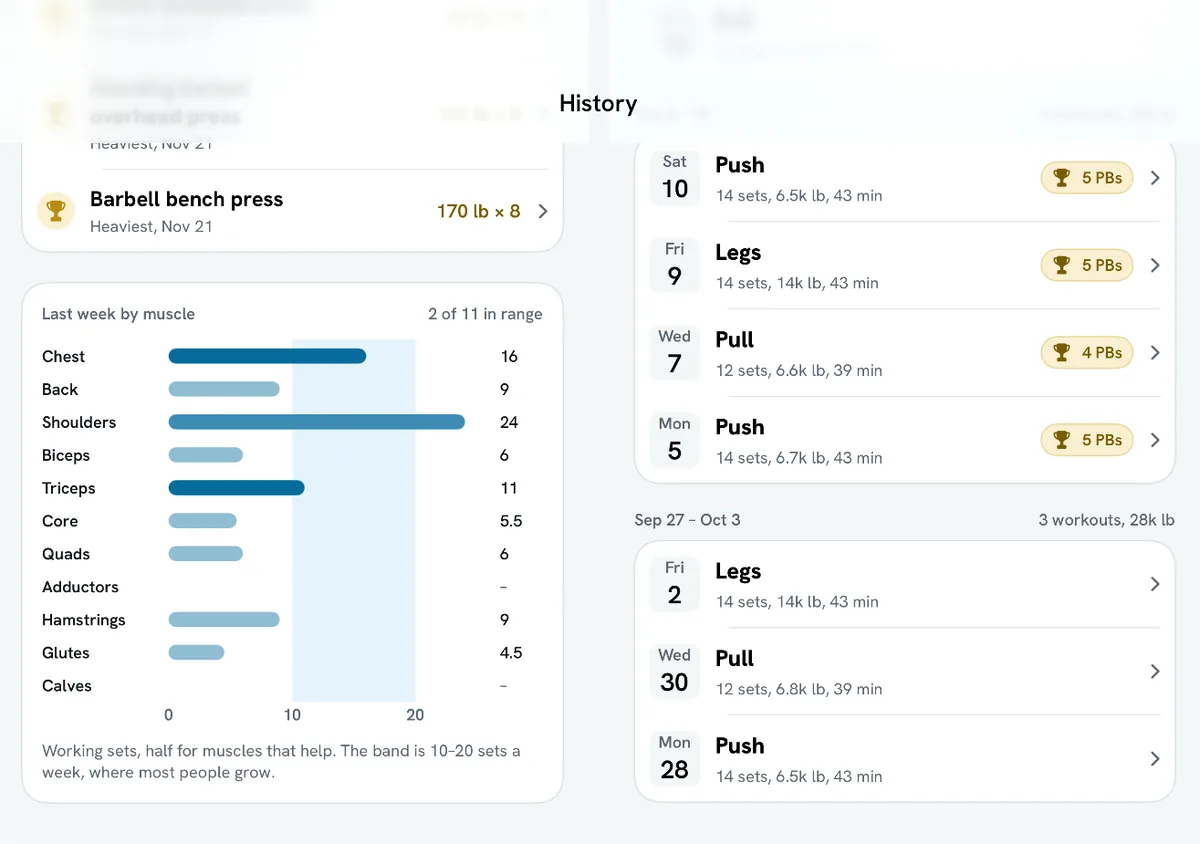 overhead press
Heaviest, Nov 21
Barbell bench press
Heaviest, Nov 21
170 lb × 8
History
Last week by muscle
2 of 11 in range
Chest
16
Back
9
Shoulders
24
Biceps
6
Triceps
11
Core
5.5
Quads
6
Adductors
–
Hamstrings
9
Glutes
4.5
Calves
–
0
10
20
Working sets, half for muscles that help. The band is 10–20 sets a
week, where most people grow.
Sat
10
Push
14 sets, 6.5k lb, 43 min
5 PBs
Fri
9
Legs
14 sets, 14k lb, 43 min
5 PBs
Wed
7
Pull
12 sets, 6.6k lb, 39 min
4 PBs
Mon
5
Push
14 sets, 6.7k lb, 43 min
5 PBs
Sep 27 – Oct 3
3 workouts, 28k lb
Fri
2
Legs
14 sets, 14k lb, 43 min
Wed
30
Pull
12 sets, 6.8k lb, 39 min
Mon
28
Push
14 sets, 6.5k lb, 43 min